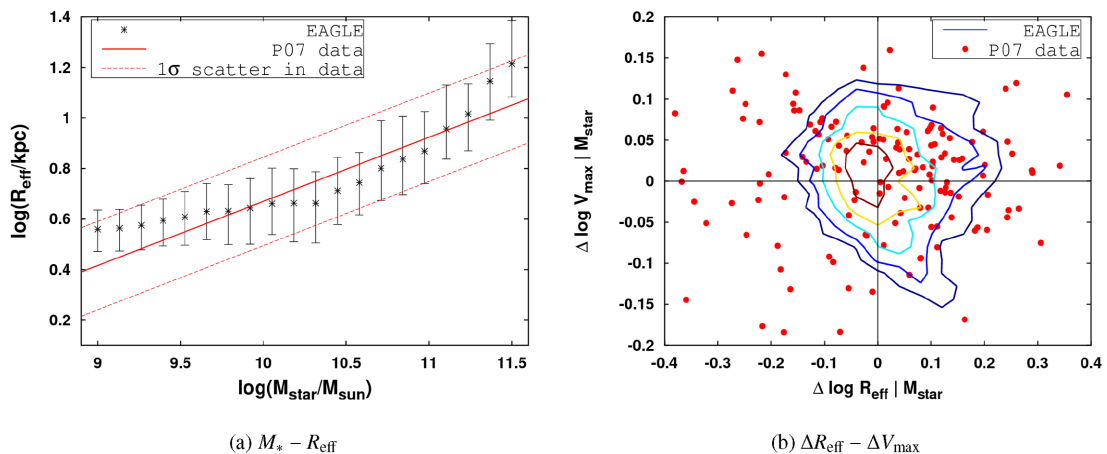 EAGLE
P07 data
1σ scatter in data
1.4
1.2
1
0.8
0.6
0.4
0.2
log(R_eff/kpc)
9 9.5 10 10.5 11 11.5
log(M_star/M_sun)
(a) M_* – R_eff
EAGLE
P07 data
0.2
0.15
0.1
0.05
0
-0.05
-0.1
-0.15
-0.2
Δ log V_max | M_star
-0.4 -0.3 -0.2 -0.1 0 0.1 0.2 0.3 0.4
Δ log R_eff | M_star
(b) ΔR_eff – ΔV_max